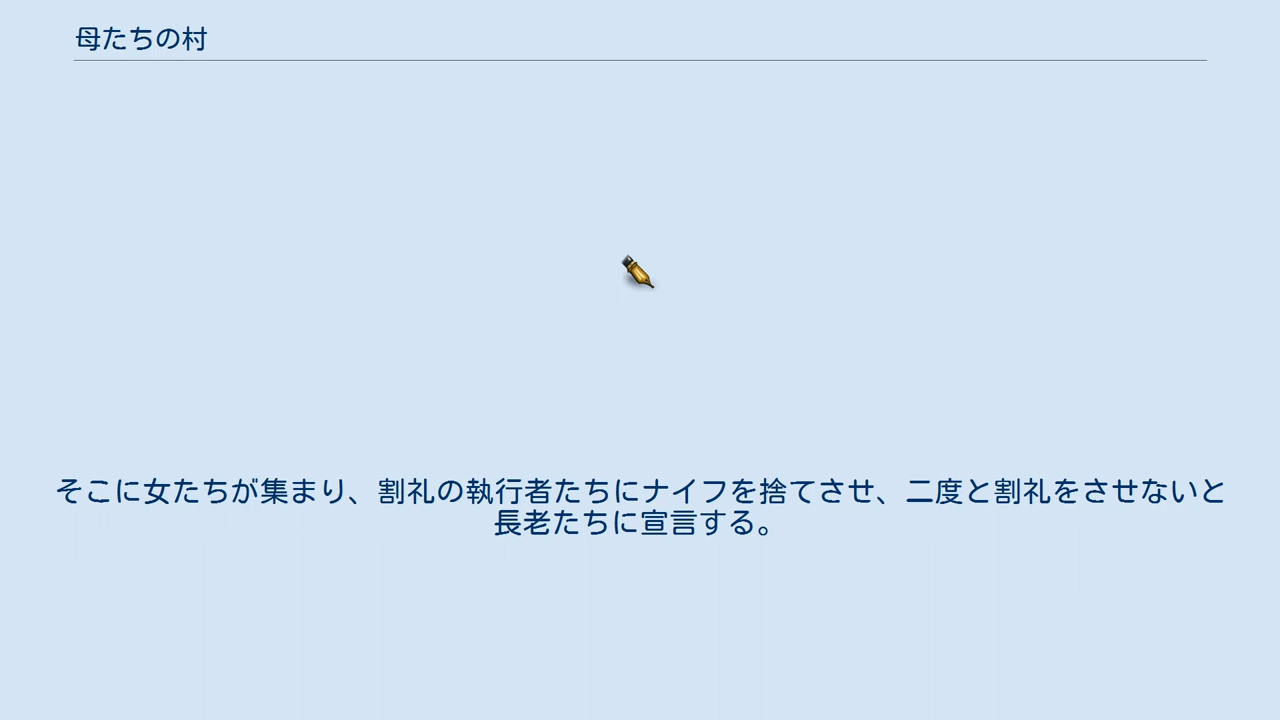 母たちの村
そこに女たちが集まり、割礼の執行者たちにナイフを捨てさせ、二度と割礼をさせないと
長老たちに宣言する。